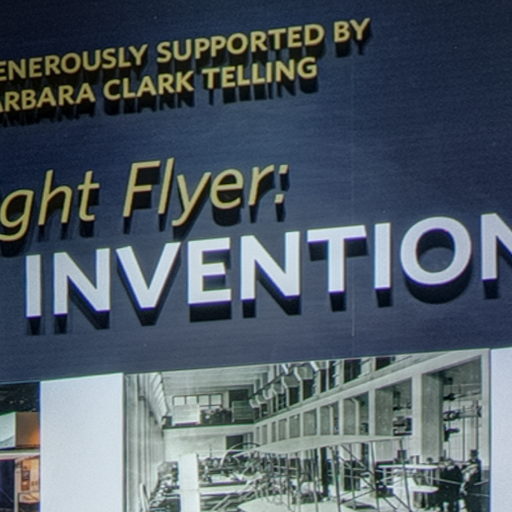 ENEROUSLY SUPPORTED BY
ARBARA CLARK TELLING
ght Flyer:
INVENTION